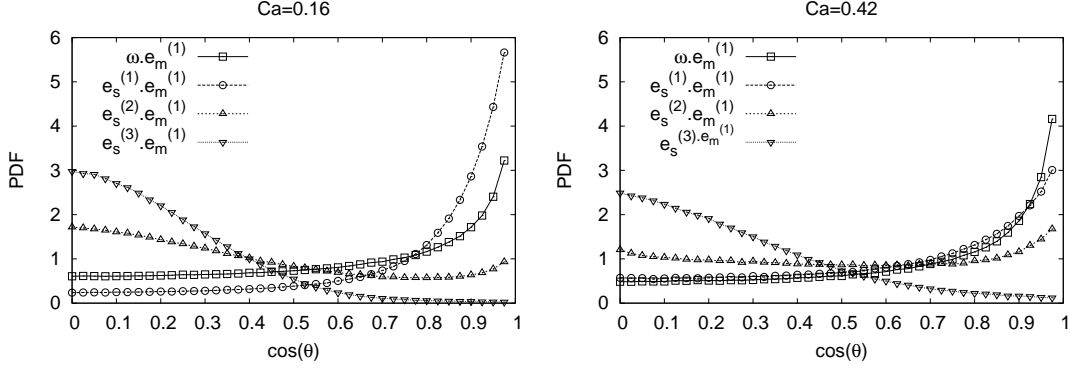 Ca=0.16
PDF
6
5
4
3
2
1
0
ω.e_m^(1)
e_s^(1).e_m^(1)
e_s^(2).e_m^(1)
e_s^(3).e_m^(1)
0 0.1 0.2 0.3 0.4 0.5 0.6 0.7 0.8 0.9 1
cos(θ)
Ca=0.42
PDF
6
5
4
3
2
1
0
ω.e_m^(1)
e_s^(1).e_m^(1)
e_s^(2).e_m^(1)
e_s^(3).e_m^(1)
0 0.1 0.2 0.3 0.4 0.5 0.6 0.7 0.8 0.9 1
cos(θ)